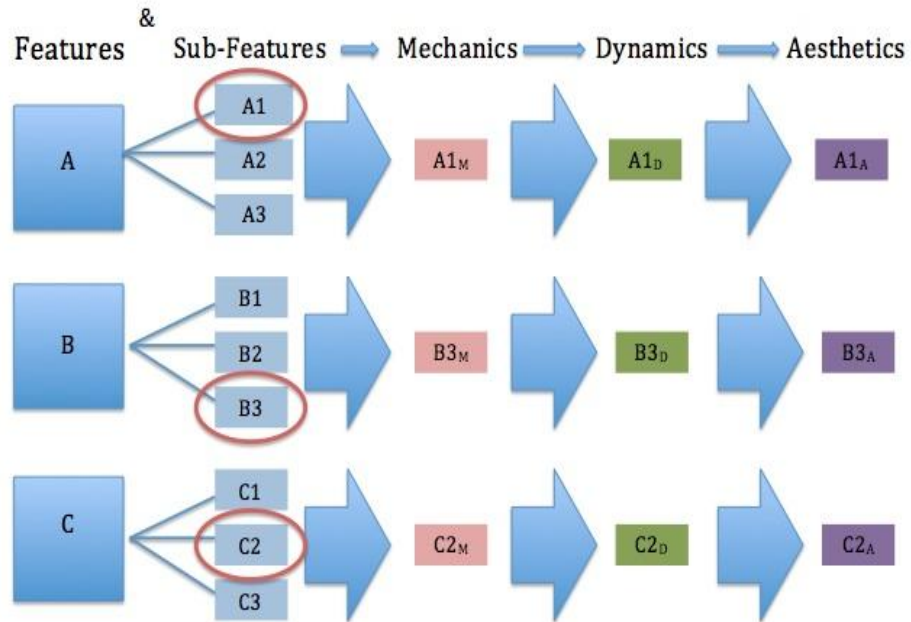 &
Features Sub-Features Mechanics Dynamics Aesthetics
A1
A A2 A1M A1D A1A
A3
B1
B B2 B3M B3D B3A
B3
C1
C C2 C2M C2D C2A
C3